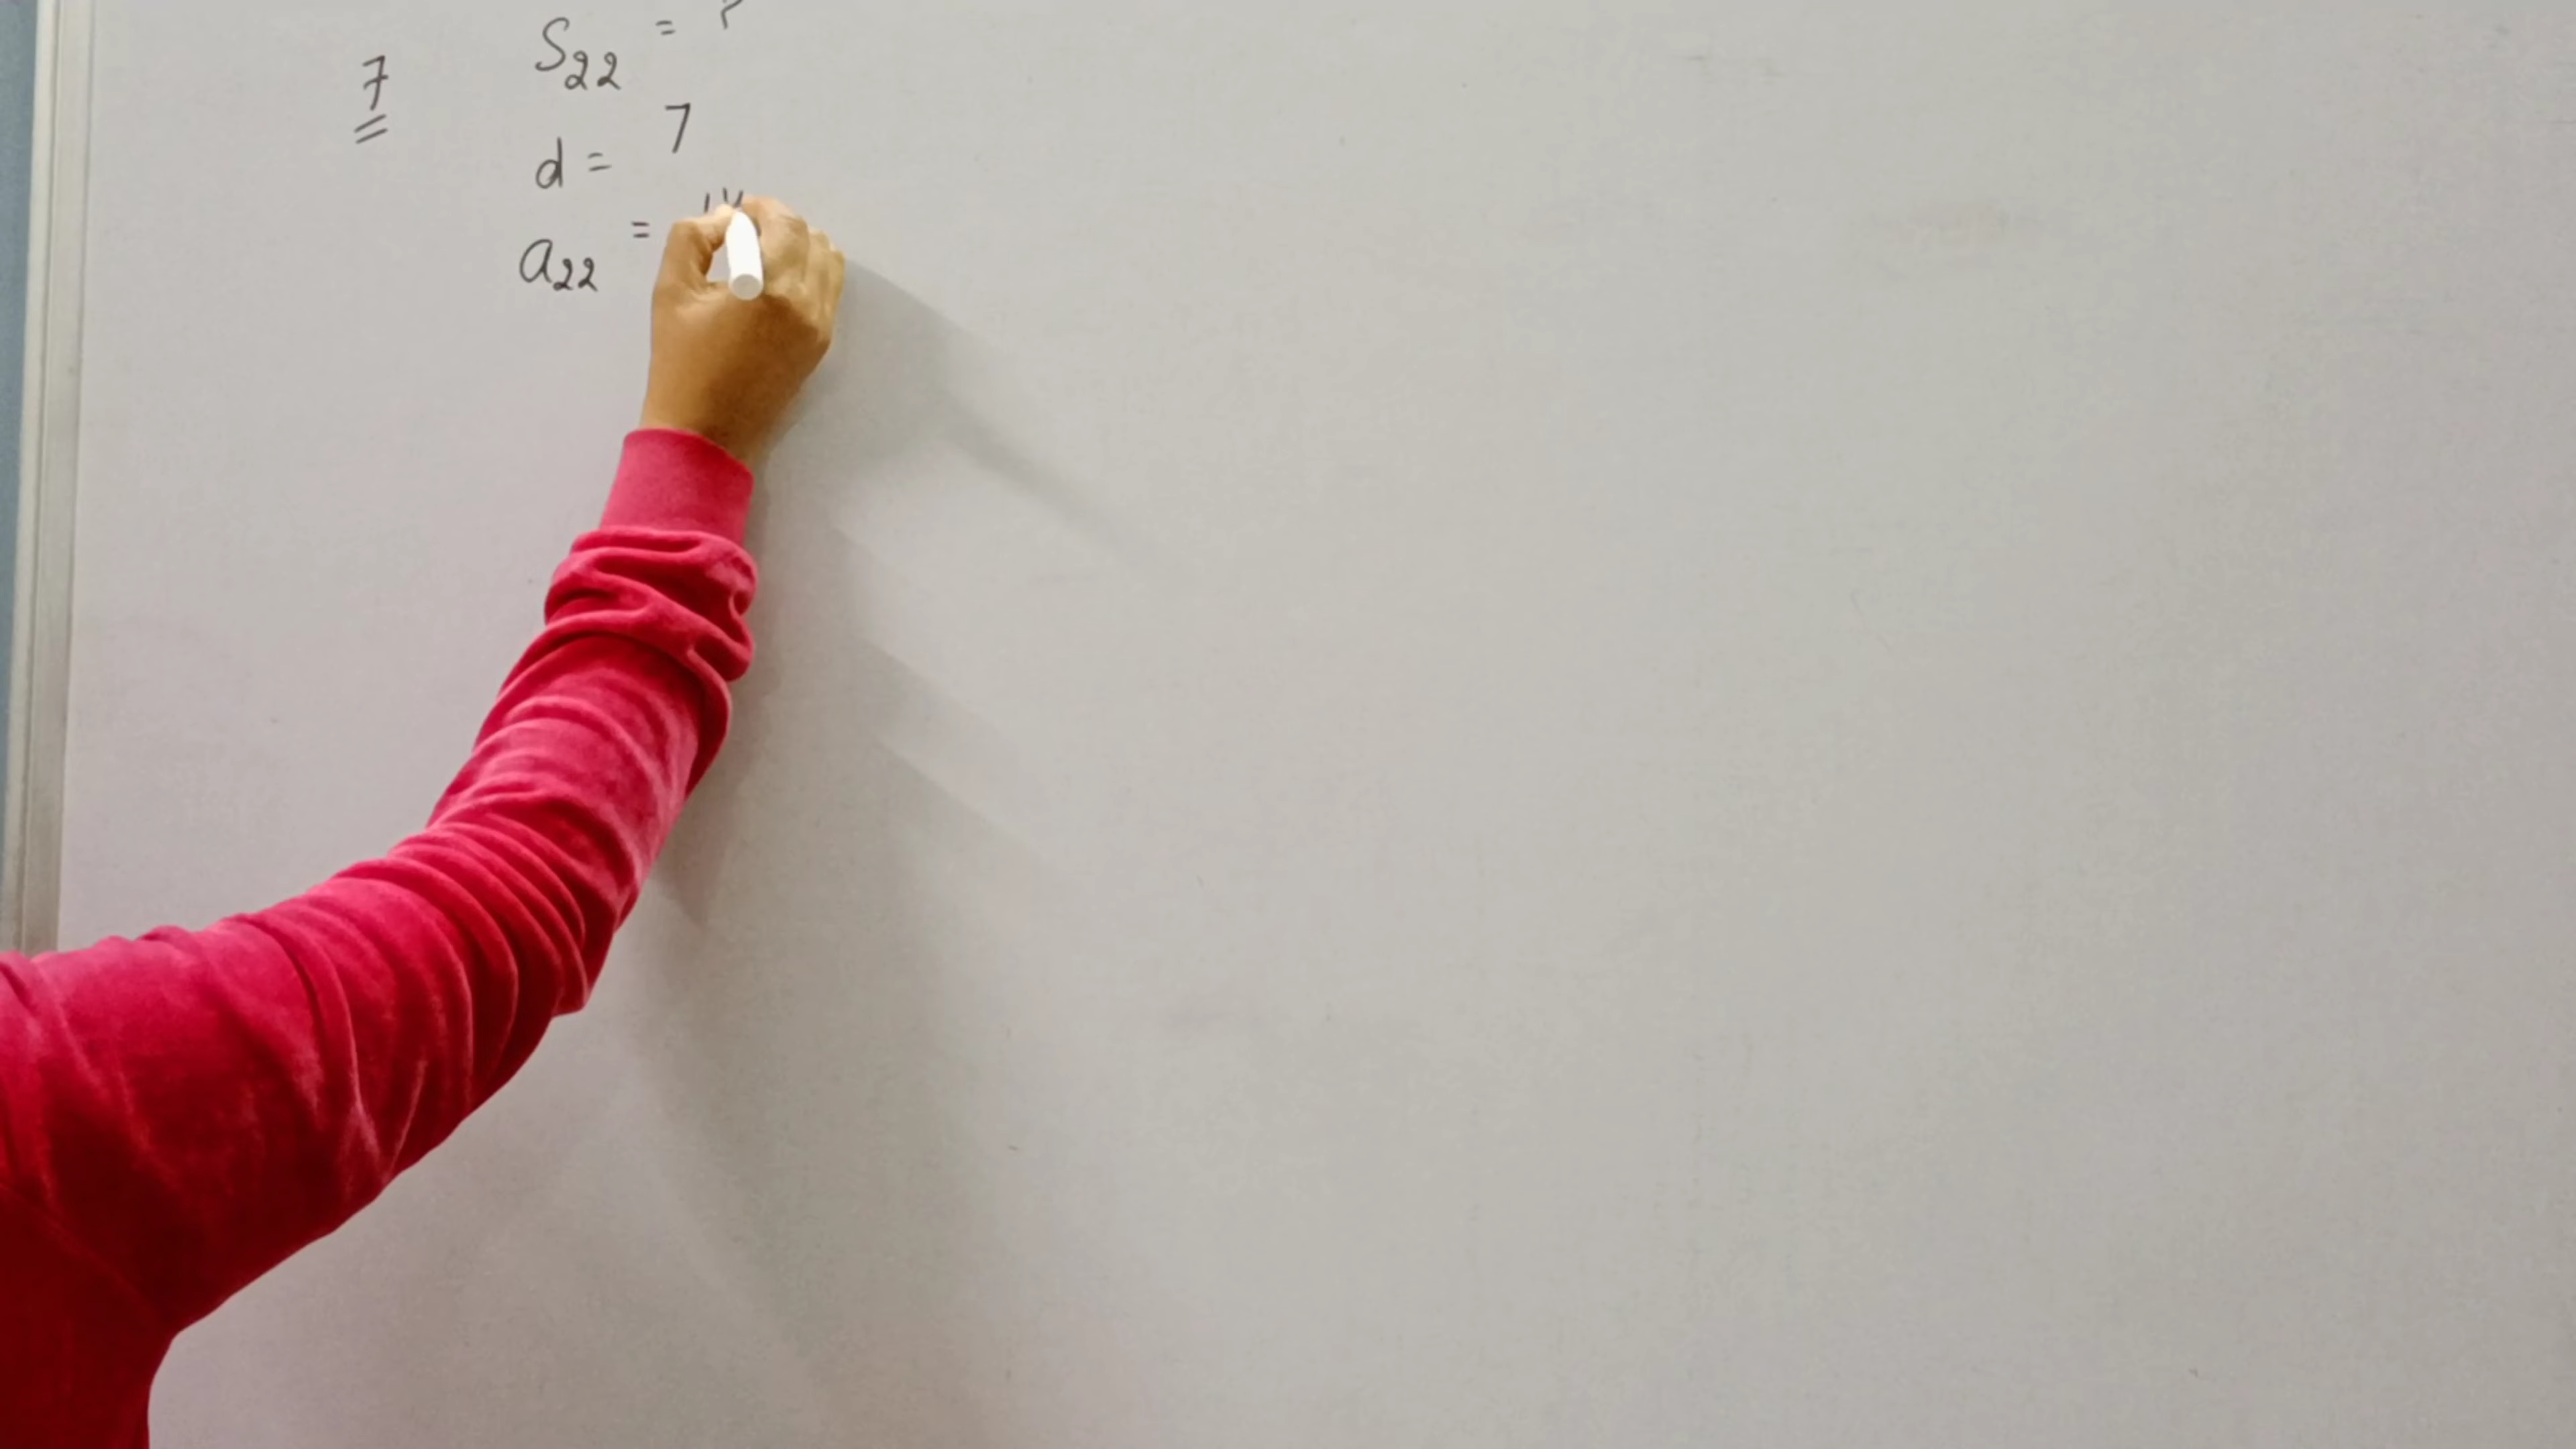 7
S22 = ?
d = 7
a22 =